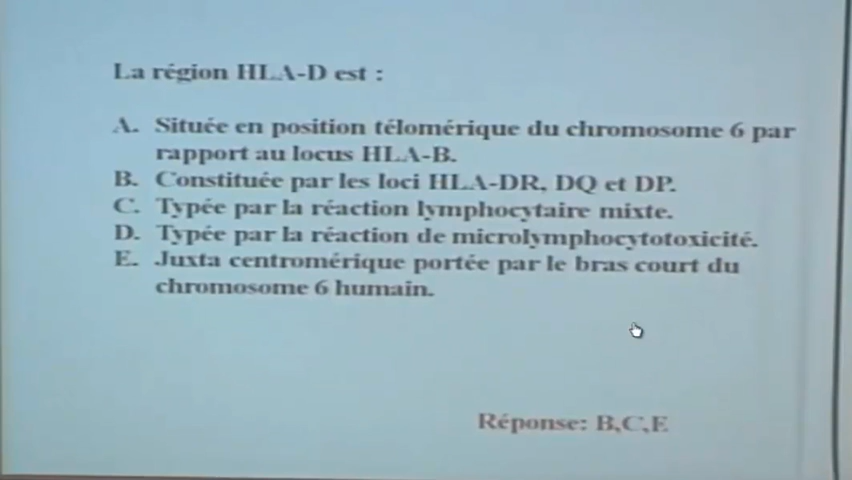 La région HLA-D est :
A. Située en position télomérique du chromosome 6 par
rapport au locus HLA-B.
B. Constituée par les loci HLA-DR, DQ et DP.
C. Typée par la réaction lymphocytaire mixte.
D. Typée par la réaction de microlymphocytotoxicité.
E. Juxta centromérique portée par le bras court du
chromosome 6 humain.
Réponse: B,C,E